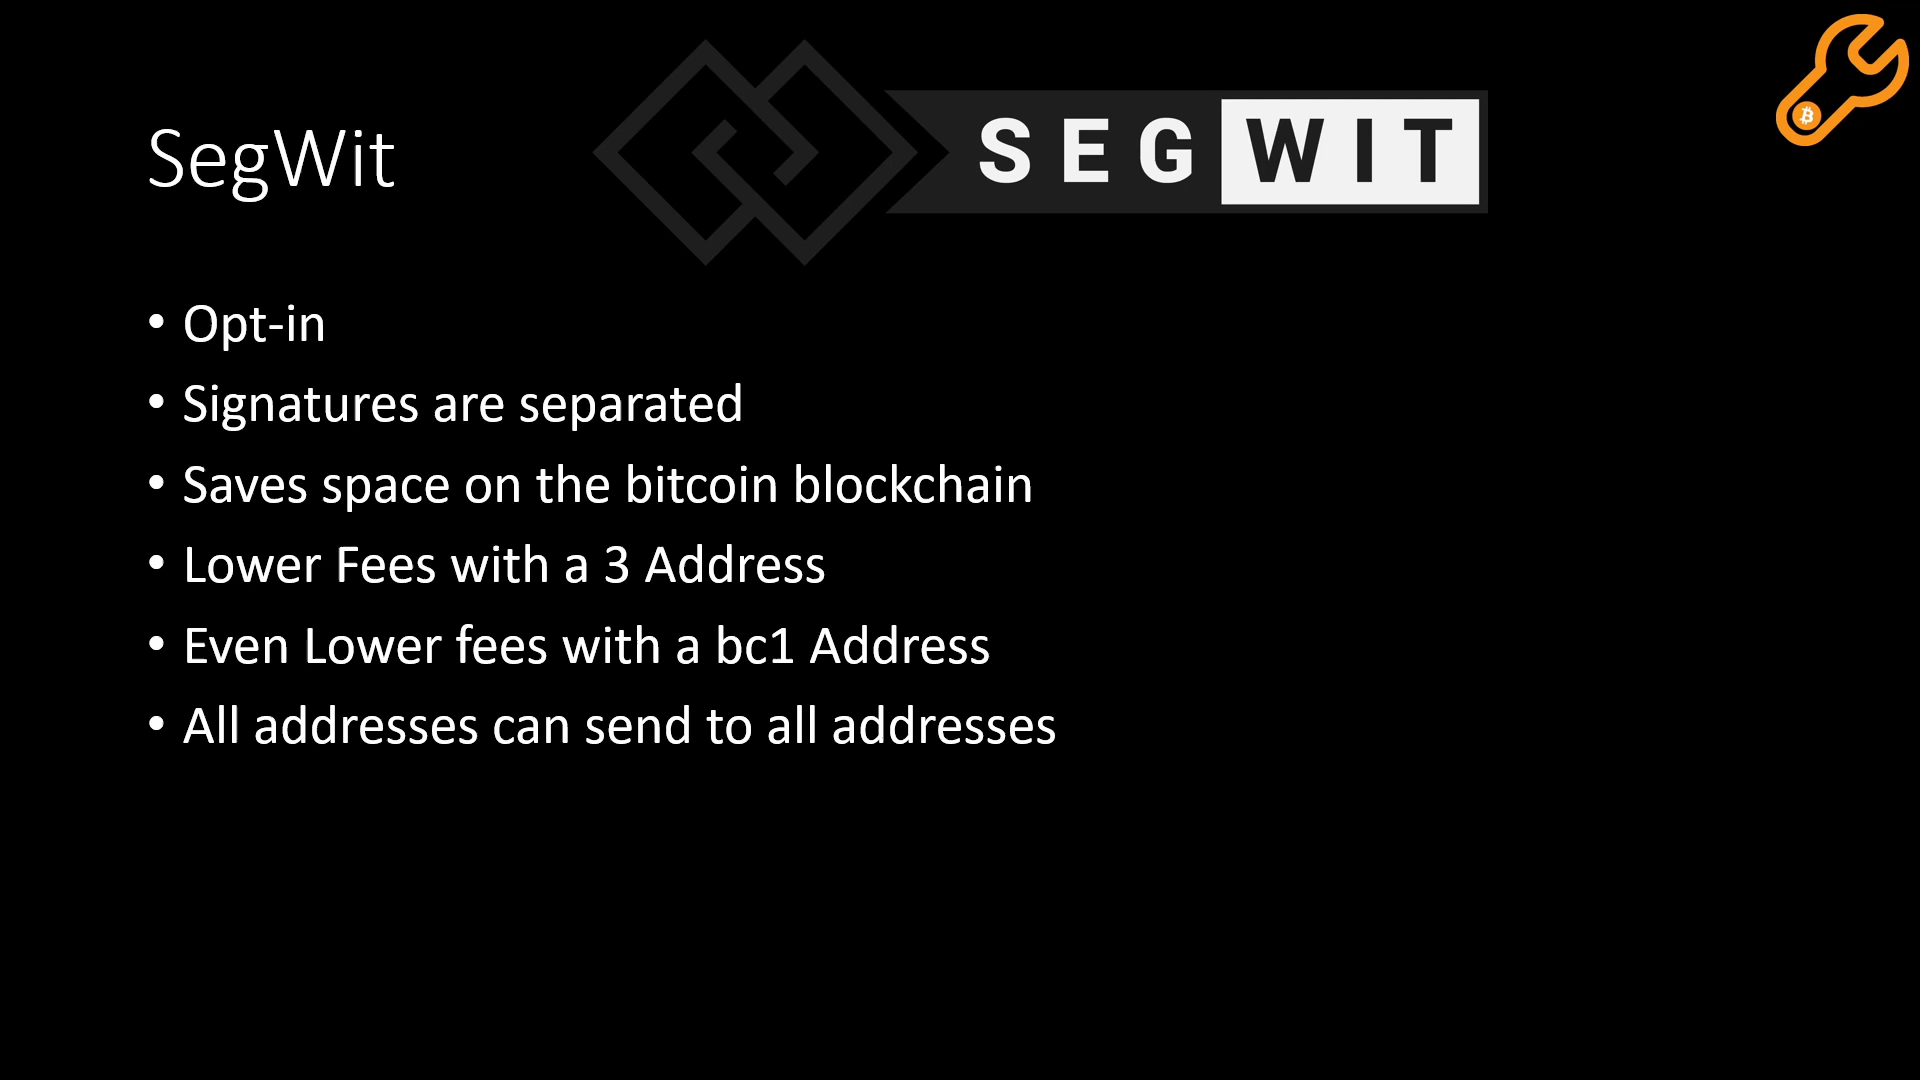 SegWit
SEGWIT
• Opt-in
• Signatures are separated
• Saves space on the bitcoin blockchain
• Lower Fees with a 3 Address
• Even Lower fees with a bc1 Address
• All addresses can send to all addresses